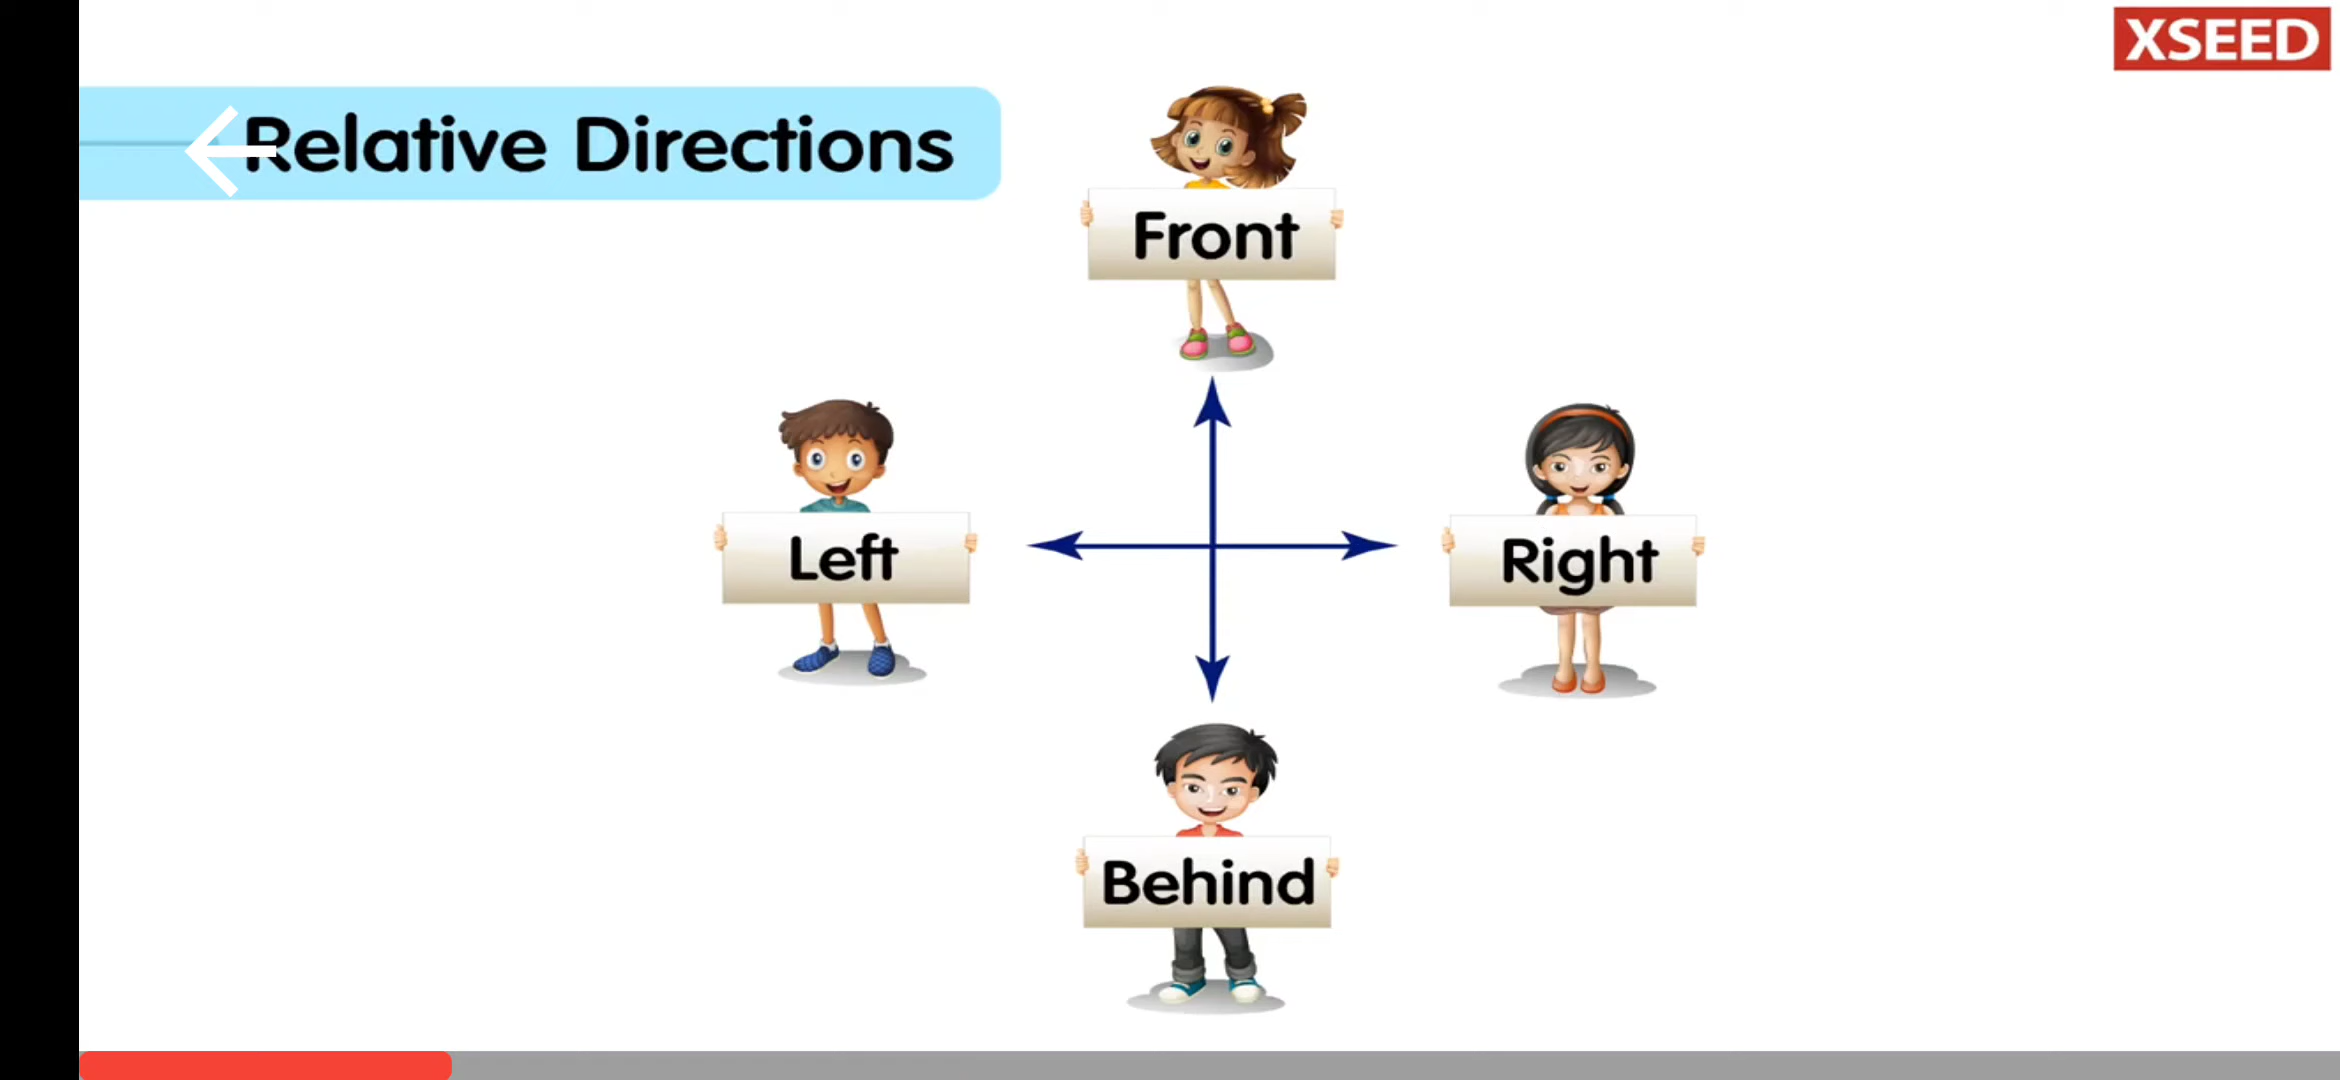 XSEED
Relative Directions
Front
Left
Right
Behind